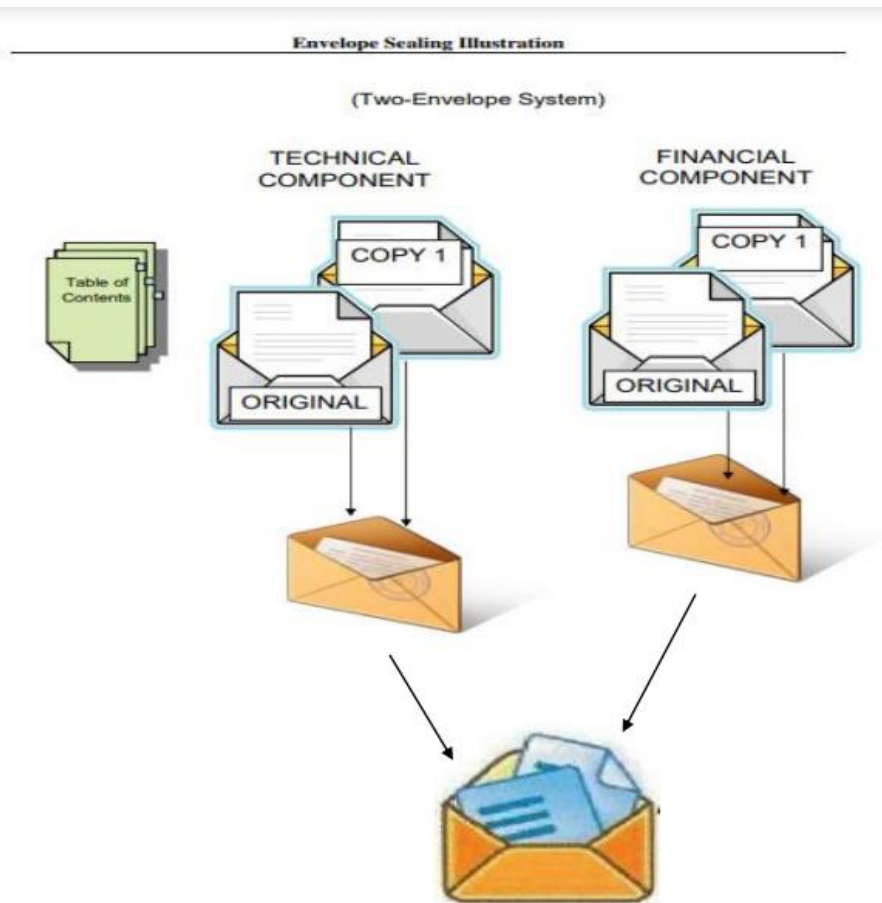 Envelope Sealing Illustration
(Two-Envelope System)
TECHNICAL
COMPONENT
FINANCIAL
COMPONENT
Table of
Contents
COPY 1
ORIGINAL
COPY 1
ORIGINAL